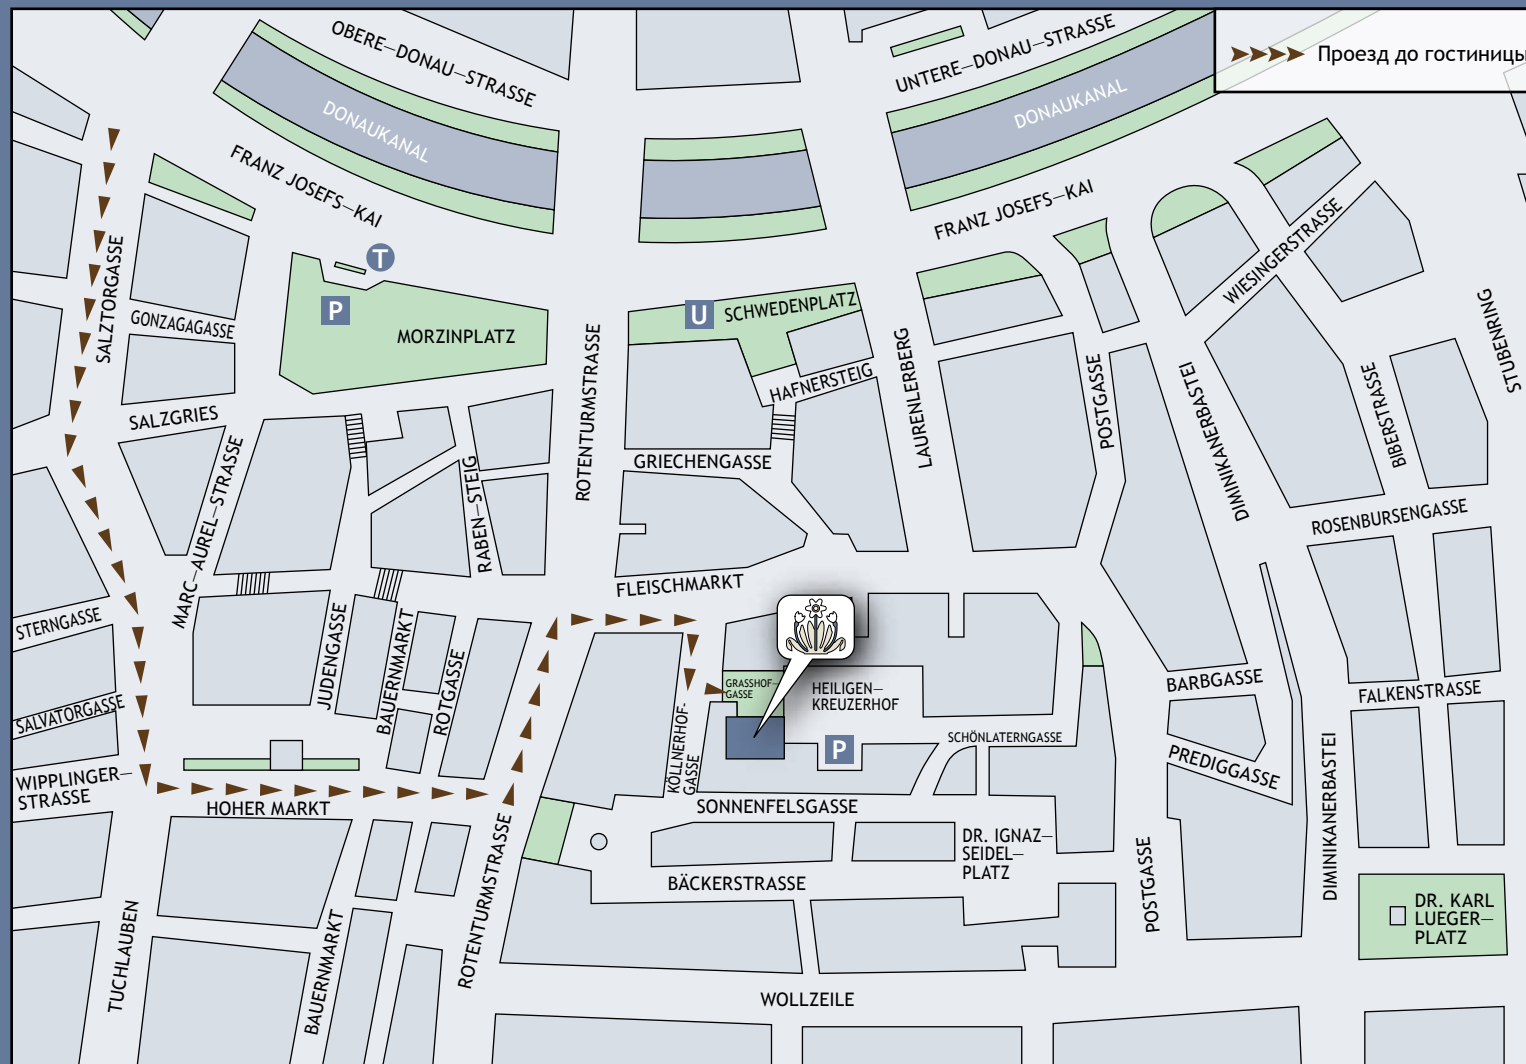 OBERE–DONAU–STRASSE
UNTERE–DONAU–STRASSE
Проезд до гостиницы
DONAUKANAL
DONAUKANAL
FRANZ JOSEFS–KAI
FRANZ JOSEFS–KAI
WIESINGERSTRASSE
T
SALZTORGASSE
P
U
SCHWEDENPLATZ
GONZAGAGASSE
MORZINPLATZ
STUBENRING
ROTENTURMSTRASSE
HAFNERSTEIG
LAURENLERBERG
POSTGASSE
DIMINIKANERBASTEI
BIBERSTRASSE
SALZGRIES
MARC–AUREL–STRASSE
RABEN–STEIG
GRIECHENGASSE
ROSENBURSENGASSE
FLEISCHMARKT
STERNGASSE
JUDENGASSE
BAUERNMARKT
ROTGASSE
GRASSHOF–
GASSE
HEILIGEN–
KREUZERHOF
BARBGASSE
FALKENSTRASSE
SALVATORGASSE
KÖLLNERHOF-
GASSE
SCHÖNLATERNGASSE
P
PREDIGGASSE
DIMINIKANERBASTEI
WIPPLINGER–
STRASSE
HOHER MARKT
SONNENFELSGASSE
ROTENTURMSTRASSE
DR. IGNAZ–
SEIDEL–
PLATZ
POSTGASSE
BÄCKERSTRASSE
DR. KARL
LUEGER–
PLATZ
TUCHLAUBEN
BAUERNMARKT
WOLLZEILE